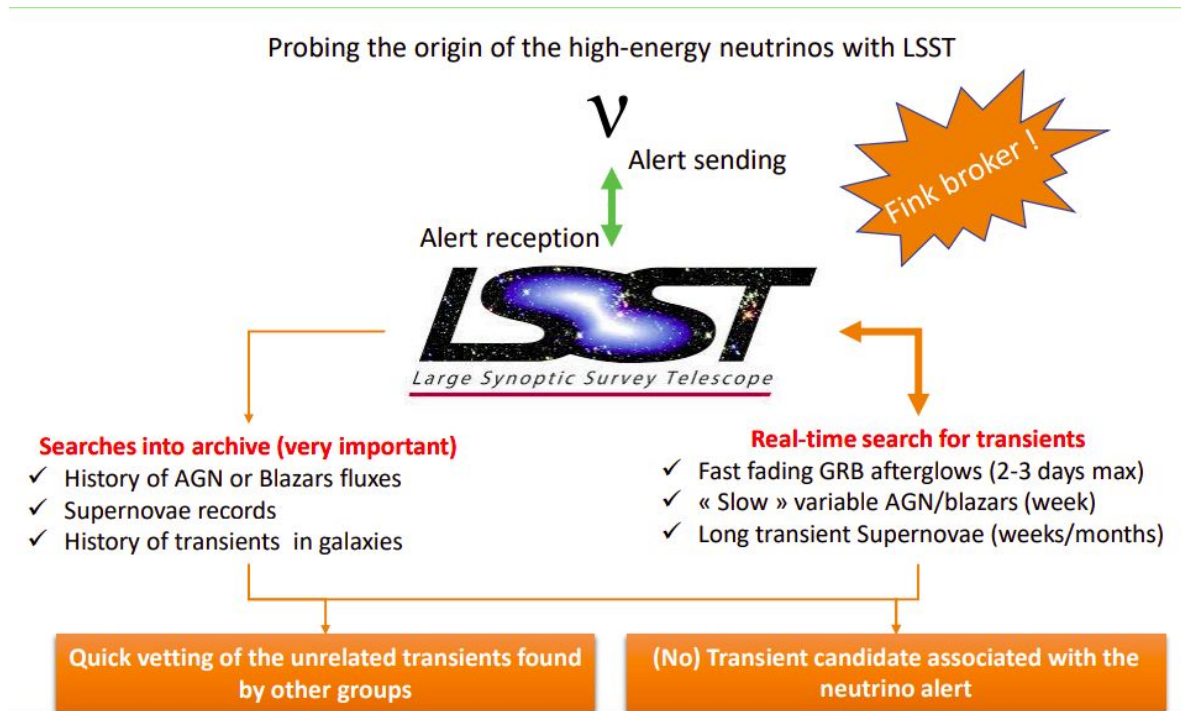 Probing the origin of the high-energy neutrinos with LSST
ν
Alert sending
Fink broker !
Alert reception
LSST
Large Synoptic Survey Telescope
Searches into archive (very important)
✓ History of AGN or Blazars fluxes
✓ Supernovae records
✓ History of transients in galaxies
Real-time search for transients
✓ Fast fading GRB afterglows (2-3 days max)
✓ « Slow » variable AGN/blazars (week)
✓ Long transient Supernovae (weeks/months)
Quick vetting of the unrelated transients found
by other groups
(No) Transient candidate associated with the
neutrino alert